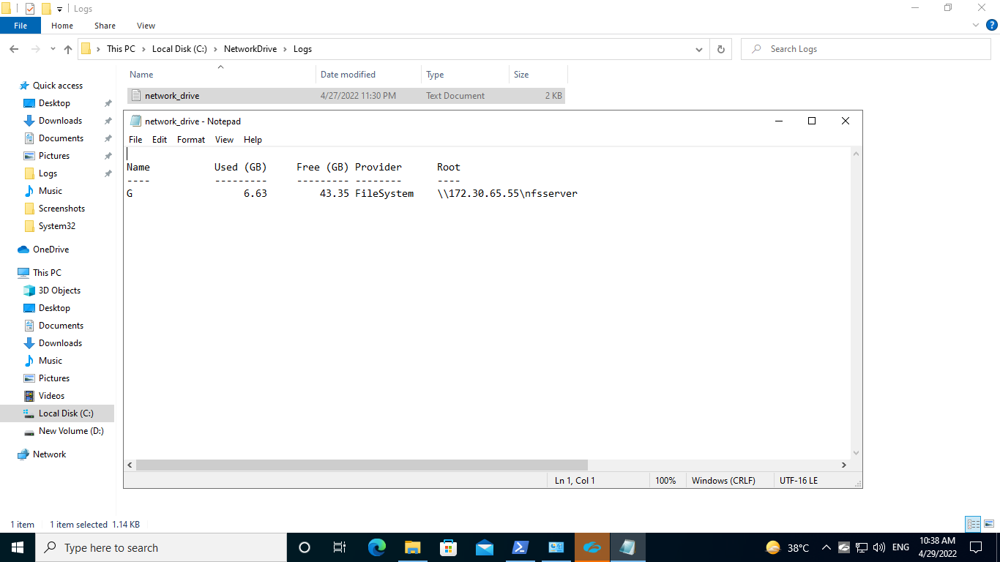 Logs
File Home Share View
This PC Local Disk (C:) NetworkDrive Logs
Search Logs
Name Date modified Type Size
network_drive 4/27/2022 11:30 PM Text Document 2 KB
Quick access
Desktop
Downloads
Documents
Pictures
Logs
Music
Screenshots
System32
OneDrive
This PC
3D Objects
Desktop
Documents
Downloads
Music
Pictures
Videos
Local Disk (C:)
New Volume (D:)
Network
network_drive - Notepad
File Edit Format View Help
Name Used (GB) Free (GB) Provider Root
---- --------- --------- -------- ----
G 6.63 43.35 FileSystem \\172.30.65.55\nfsserver
Ln 1, Col 1 100% Windows (CRLF) UTF-16 LE
1 item 1 item selected 1.14 KB
Type here to search
38°C ENG
10:38 AM
4/29/2022